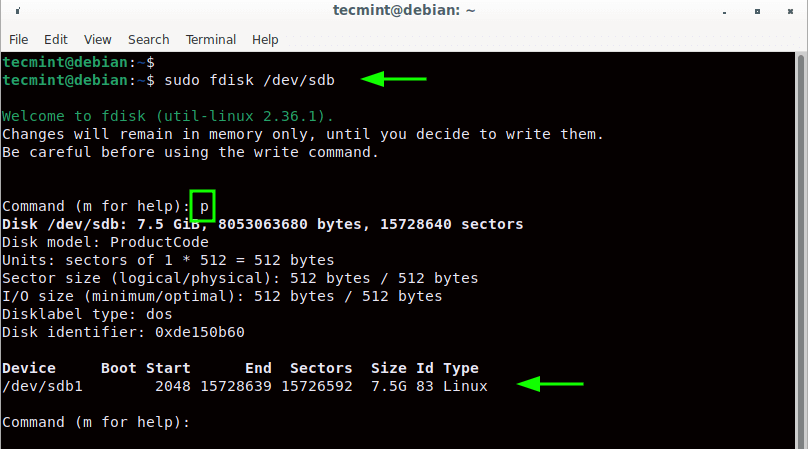 tecmint@debian: ~
File Edit View Search Terminal Help
tecmint@debian:~$
tecmint@debian:~$ sudo fdisk /dev/sdb
Welcome to fdisk (util-linux 2.36.1).
Changes will remain in memory only, until you decide to write them.
Be careful before using the write command.
Command (m for help): p
Disk /dev/sdb: 7.5 GiB, 8053063680 bytes, 15728640 sectors
Disk model: ProductCode
Units: sectors of 1 * 512 = 512 bytes
Sector size (logical/physical): 512 bytes / 512 bytes
I/O size (minimum/optimal): 512 bytes / 512 bytes
Disklabel type: dos
Disk identifier: 0xde150b60
Device     Boot Start      End  Sectors  Size Id Type
/dev/sdb1        2048 15728639 15726592  7.5G 83 Linux
Command (m for help):